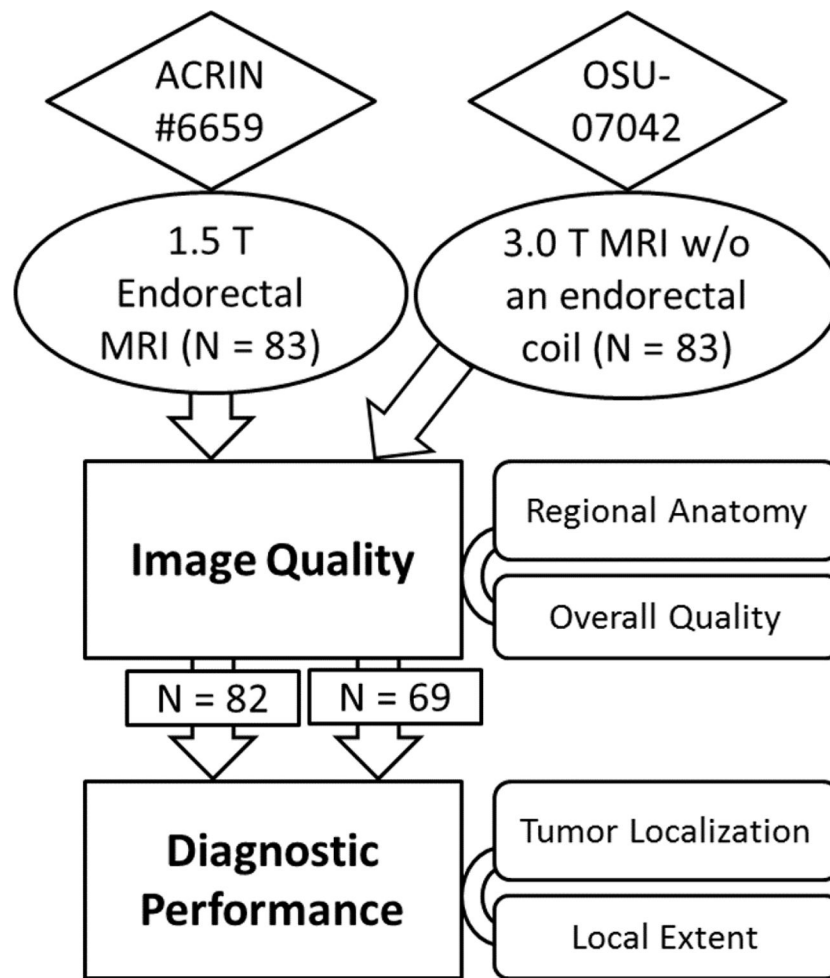 ACRIN
#6659
OSU-
07042
1.5 T
Endorectal
MRI (N = 83)
3.0 T MRI w/o
an endorectal
coil (N = 83)
Image Quality
Regional Anatomy
Overall Quality
N = 82
N = 69
Diagnostic
Performance
Tumor Localization
Local Extent